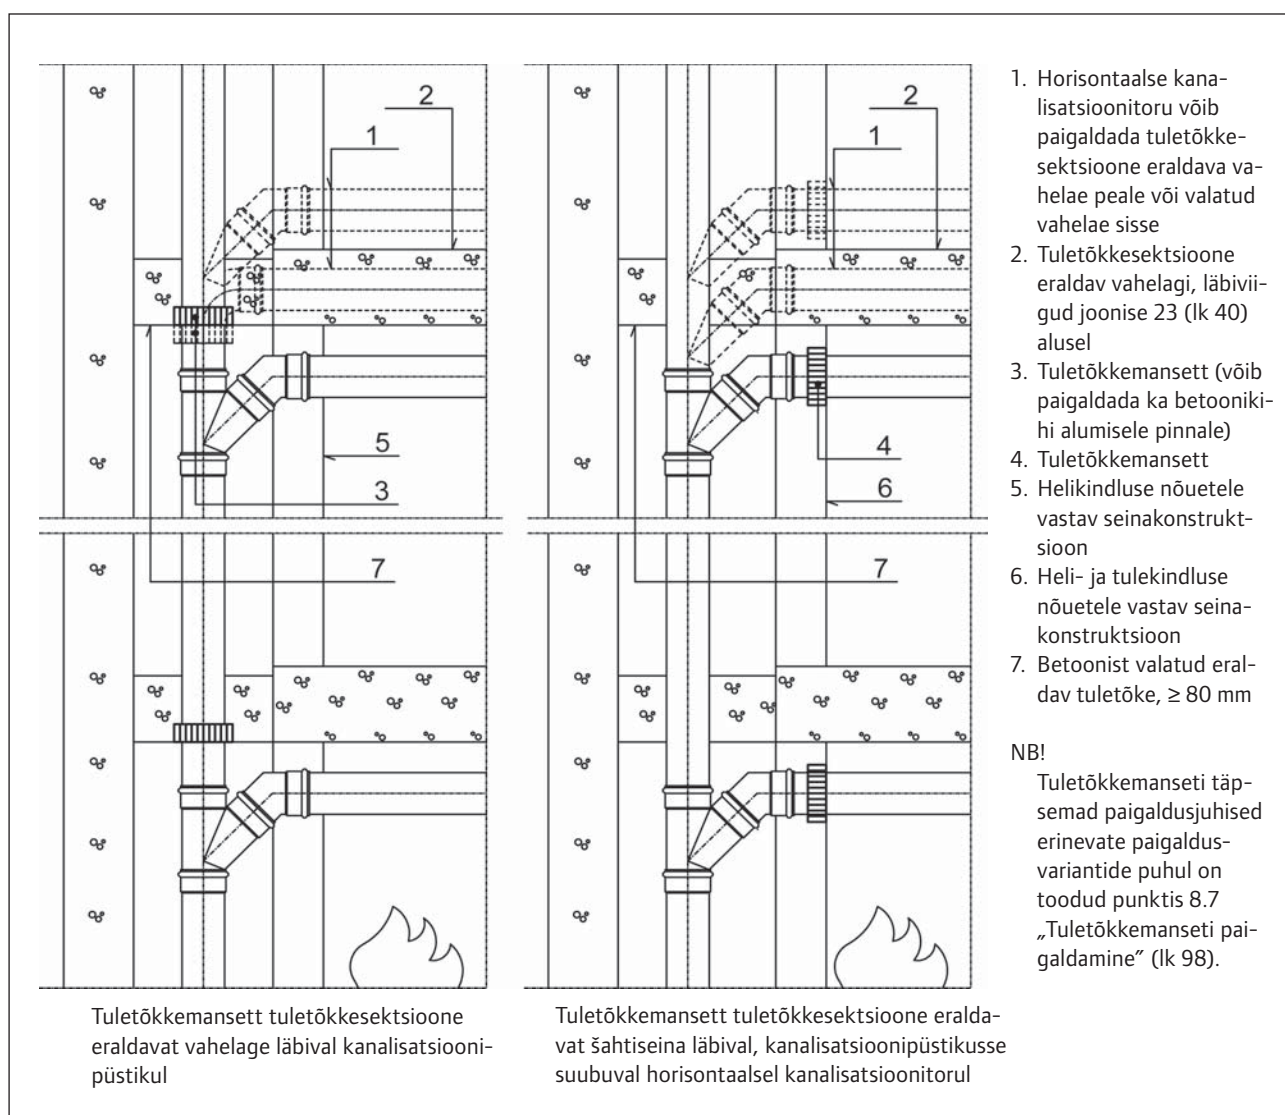 2
1
5
3
7
2
1
4
6
7
1. Horisontaalse kana-
lisatsioonitoru võib
paigaldada tuletõkke-
sektsioone eraldava va-
helae peale või valatud
vahelae sisse
2. Tuletõkkesektsioone
eraldav vahelagi, läbivii-
gud joonise 23 (lk 40)
alusel
3. Tuletõkkemansett (võib
paigaldada ka betooniki-
hi alumisele pinnale)
4. Tuletõkkemansett
5. Helikindluse nõuetele
vastav seinakonstrukt-
sioon
6. Heli- ja tulekindluse
nõuetele vastav seina-
konstruktsioon
7. Betoonist valatud eral-
dav tuletõke, ≥ 80 mm
NB!
Tuletõkkemanseti täp-
semad paigaldusjuhised
erinevate paigaldus-
variantide puhul on
toodud punktis 8.7
„Tuletõkkemanseti pai-
galdamine” (lk 98).
Tuletõkkemansett tuletõkkesektsioone
eraldavat vahelage läbival kanalisatsiooni-
püstikul
Tuletõkkemansett tuletõkkesektsioone eralda-
vat šahtiseina läbival, kanalisatsioonipüstikusse
suubuval horisontaalsel kanalisatsioonitorul